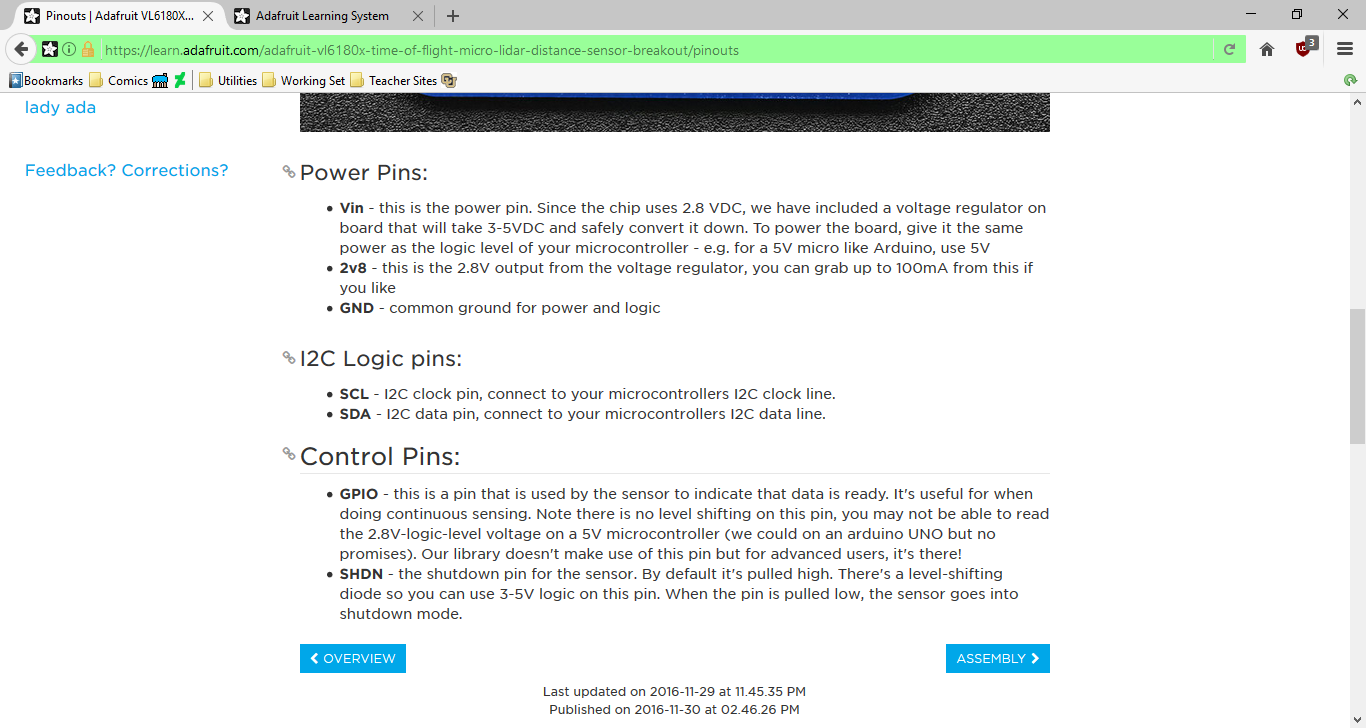 Pinouts | Adafruit VL6180X...
Adafruit Learning System
https://learn.adafruit.com/adafruit-vl6180x-time-of-flight-micro-lidar-distance-sensor-breakout/pinouts
3
Bookmarks Comics Utilities Working Set Teacher Sites
lady ada
Feedback? Corrections?
Power Pins:
• Vin - this is the power pin. Since the chip uses 2.8 VDC, we have included a voltage regulator on
board that will take 3-5VDC and safely convert it down. To power the board, give it the same
power as the logic level of your microcontroller - e.g. for a 5V micro like Arduino, use 5V
• 2v8 - this is the 2.8V output from the voltage regulator, you can grab up to 100mA from this if
you like
• GND - common ground for power and logic
I2C Logic pins:
• SCL - I2C clock pin, connect to your microcontrollers I2C clock line.
• SDA - I2C data pin, connect to your microcontrollers I2C data line.
Control Pins:
• GPIO - this is a pin that is used by the sensor to indicate that data is ready. It's useful for when
doing continuous sensing. Note there is no level shifting on this pin, you may not be able to read
the 2.8V-logic-level voltage on a 5V microcontroller (we could on an arduino UNO but no
promises). Our library doesn't make use of this pin but for advanced users, it's there!
• SHDN - the shutdown pin for the sensor. By default it's pulled high. There's a level-shifting
diode so you can use 3-5V logic on this pin. When the pin is pulled low, the sensor goes into
shutdown mode.
OVERVIEW
ASSEMBLY
Last updated on 2016-11-29 at 11.45.35 PM
Published on 2016-11-30 at 02.46.26 PM